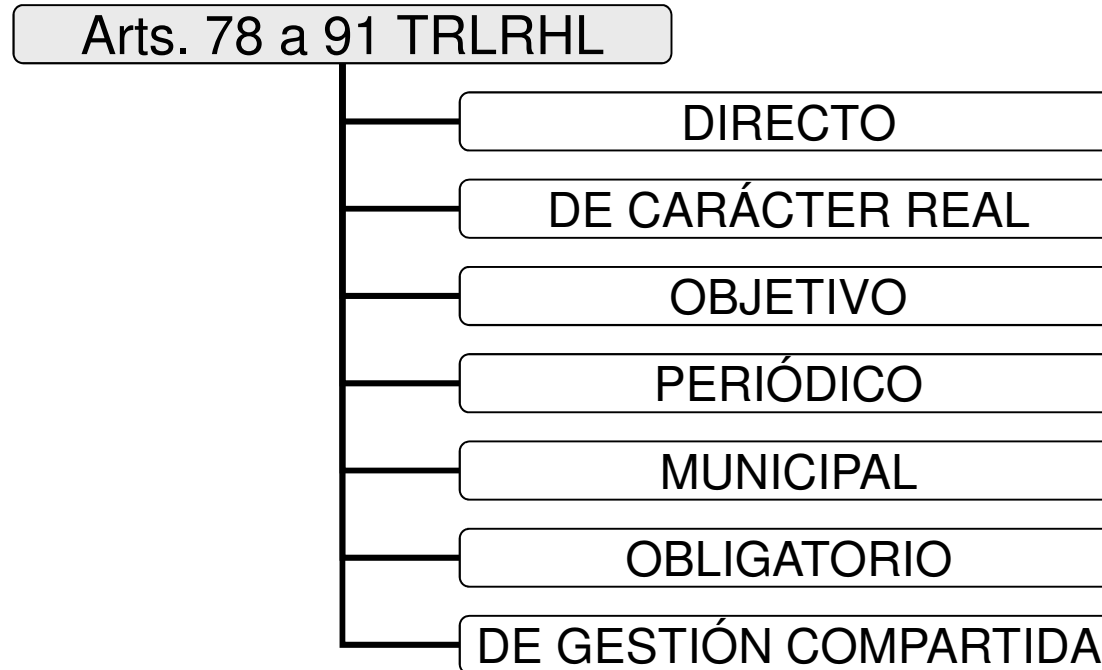 Arts. 78 a 91 TRLRHL
DIRECTO
DE CARÁCTER REAL
OBJETIVO
PERIÓDICO
MUNICIPAL
OBLIGATORIO
DE GESTIÓN COMPARTIDA